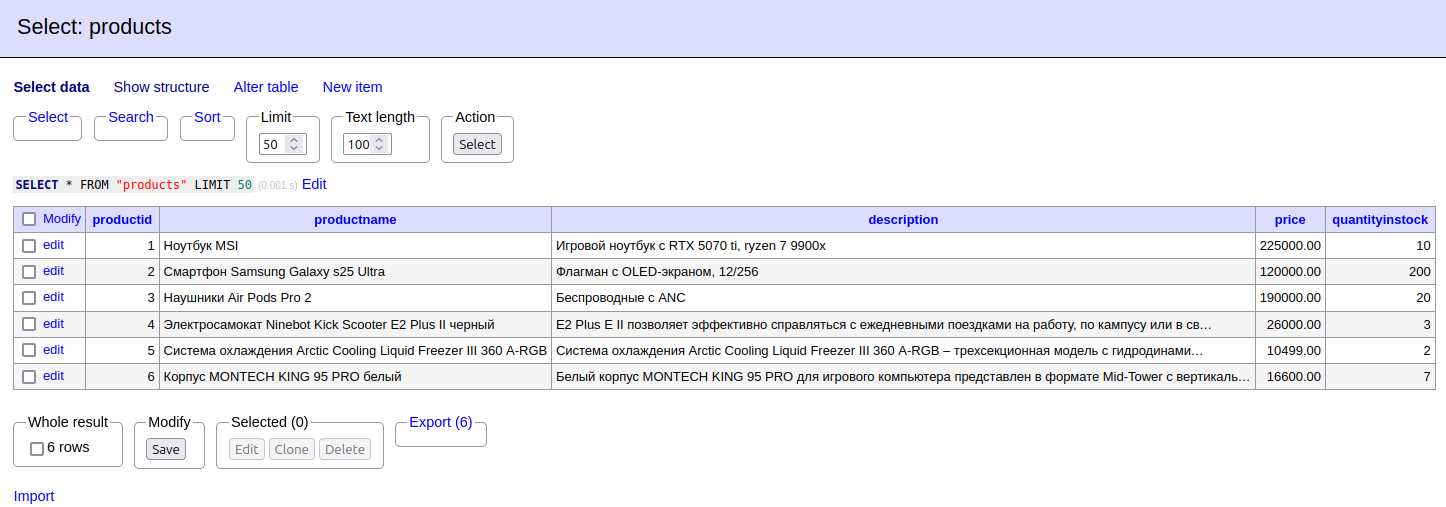 Select: products
Select data Show structure Alter table New item
Select Search Sort Limit Text length Action
50 100 Select
SELECT * FROM "products" LIMIT 50 (0.001 s) Edit
Modify productid productname description price quantityinstock
edit 1 Ноутбук MSI Игровой ноутбук с RTX 5070 ti, ryzen 7 9900x 225000.00 10
edit 2 Смартфон Samsung Galaxy s25 Ultra Флагман с OLED-экраном, 12/256 120000.00 200
edit 3 Наушники Air Pods Pro 2 Беспроводные с ANC 190000.00 20
edit 4 Электросамокат Ninebot Kick Scooter E2 Plus II черный E2 Plus E II позволяет эффективно справляться с ежедневными поездками на работу, по кампусу или в св… 26000.00 3
edit 5 Система охлаждения Arctic Cooling Liquid Freezer III 360 A-RGB Система охлаждения Arctic Cooling Liquid Freezer III 360 A-RGB – трехсекционная модель с гидродинами… 10499.00 2
edit 6 Корпус MONTECH KING 95 PRO белый Белый корпус MONTECH KING 95 PRO для игрового компьютера представлен в формате Mid-Tower с вертикаль… 16600.00 7
Whole result Modify Selected (0) Export (6)
6 rows Save Edit Clone Delete
Import